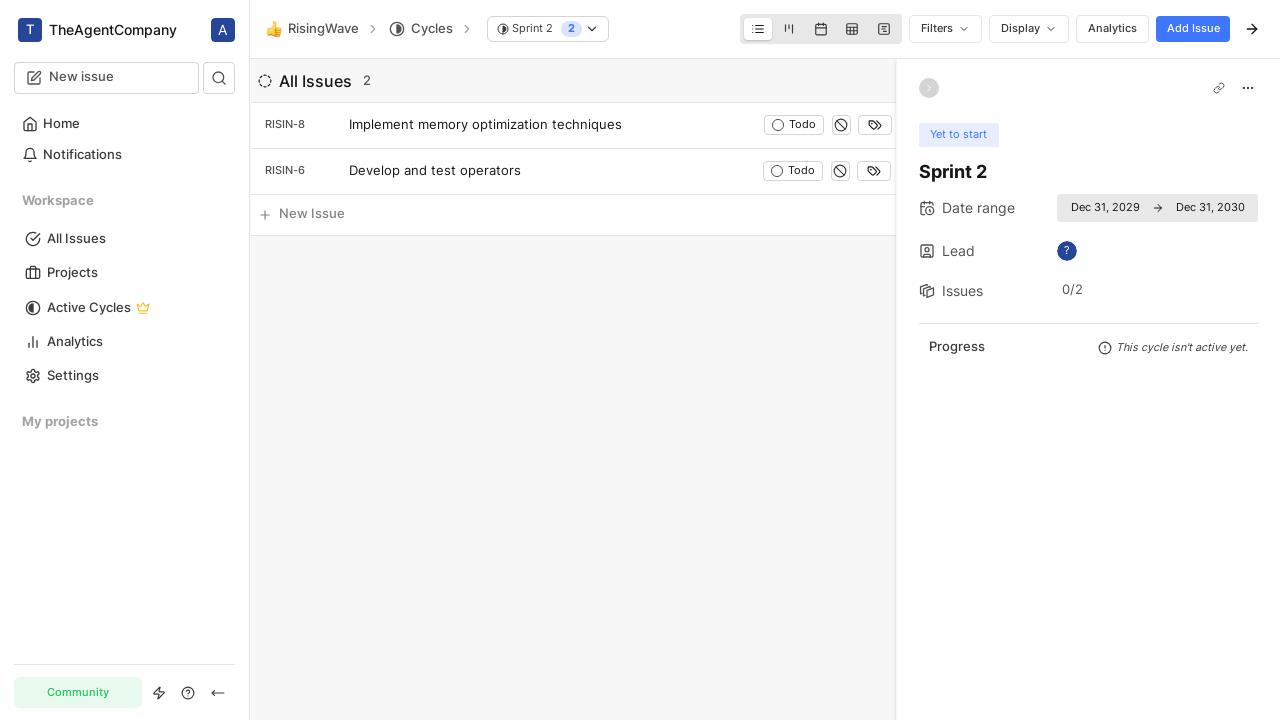 T TheAgentCompany A
New issue
Home
Notifications
Workspace
All Issues
Projects
Active Cycles
Analytics
Settings
My projects
Community
👍 RisingWave Cycles Sprint 2 2
Filters Display Analytics Add Issue
All Issues 2
RISIN-8 Implement memory optimization techniques Todo
RISIN-6 Develop and test operators Todo
New Issue
Yet to start
Sprint 2
Date range Dec 31, 2029 → Dec 31, 2030
Lead ?
Issues 0/2
Progress This cycle isn't active yet.